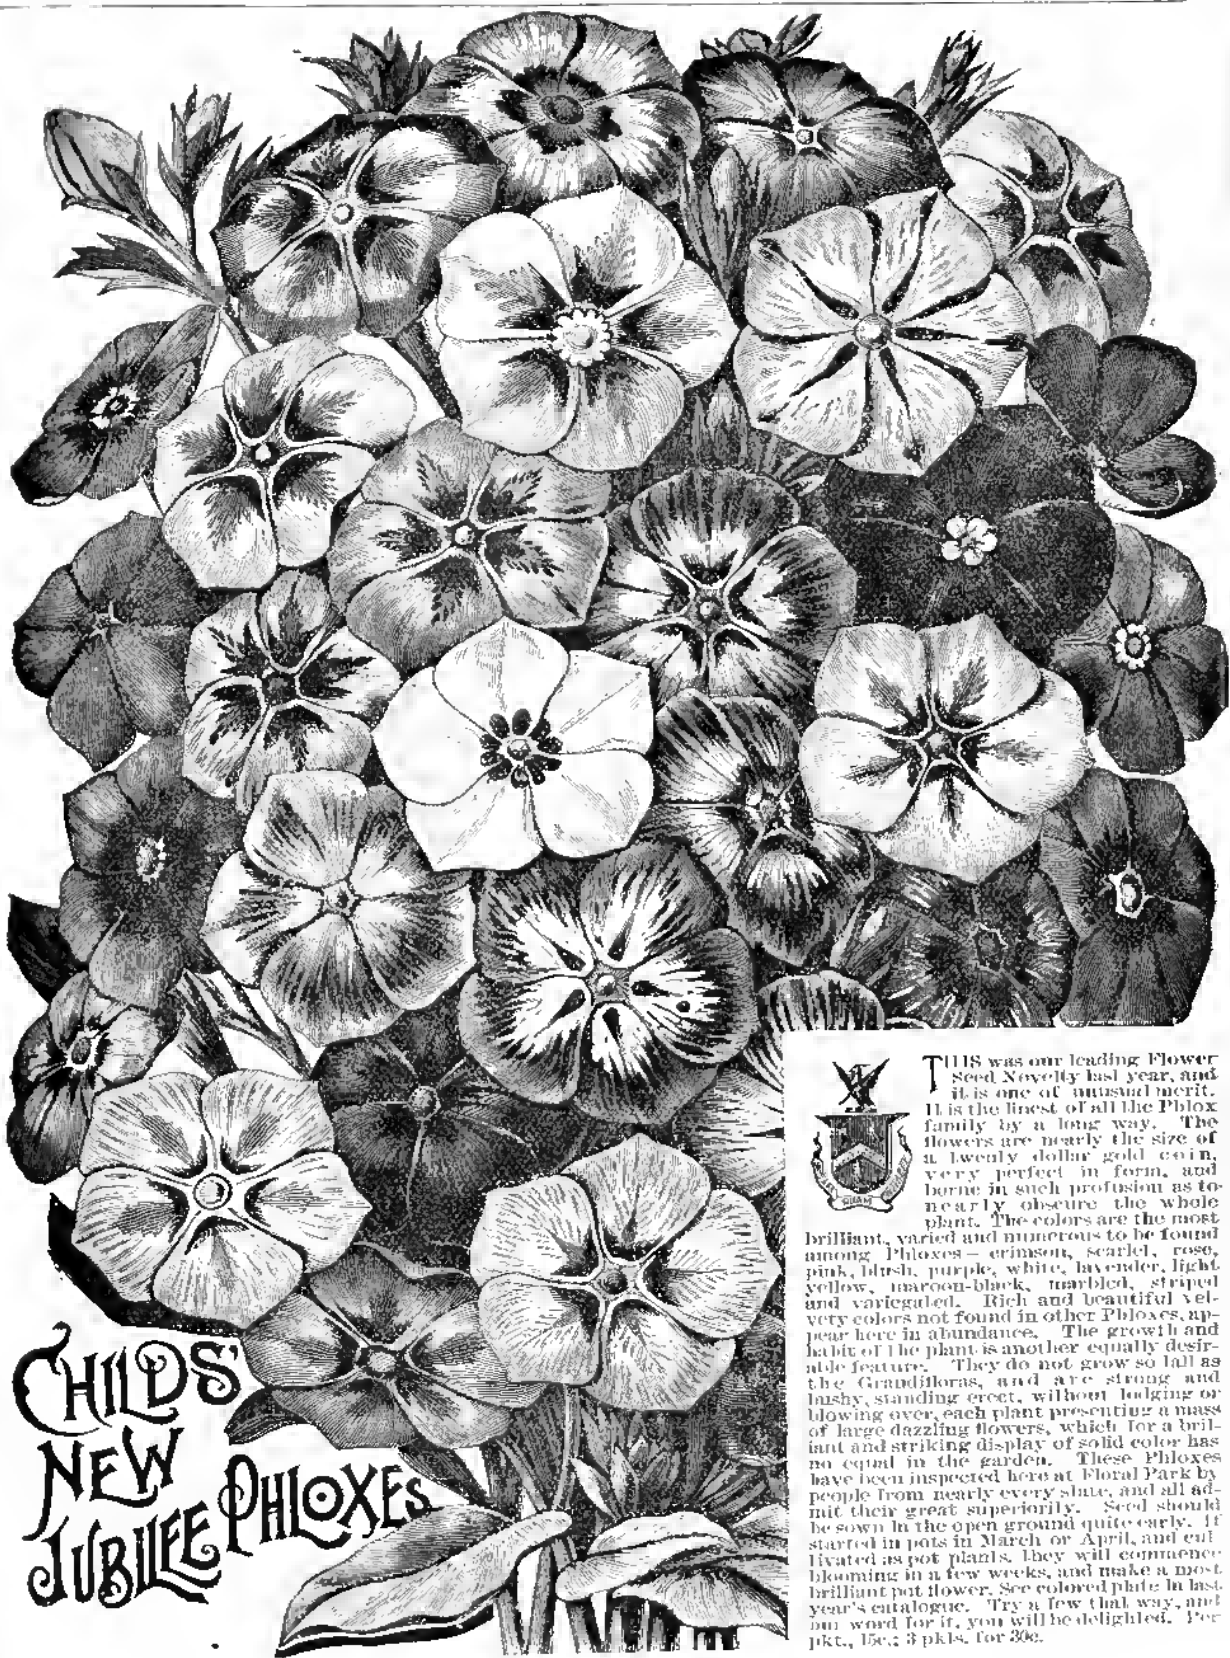 CHILDS'
NEW
JUBILEE PHLOXES
THIS was our leading Flower
Seed Novelty last year, and
it is one of unusual merit.
It is the finest of all the Phlox
family by a long way. The
flowers are nearly the size of
a twenty dollar gold coin,
very perfect in form, and
borne in such profusion as to
nearly obscure the whole
plant. The colors are the most
brilliant, varied and numerous to be found
among Phloxes—crimson, scarlet, rose,
pink, blush, purple, white, lavender, light
yellow, maroon-black, marbled, striped
and variegated. Rich and beautiful vel-
vety colors not found in other Phloxes, ap-
pear here in abundance. The growth and
habit of the plant is another equally desir-
able feature. They do not grow so tall as
the Grandifloras, and are strong and
bushy, standing erect, without lodging or
blowing over, each plant presenting a mass
of large dazzling flowers, which for a bril-
iant and striking display of solid color has
no equal in the garden. These Phloxes
have been inspected here at Floral Park by
people from nearly every state, and all ad-
mit their great superiority. Seed should
be sown in the open ground quite early. If
started in pots in March or April, and cul-
tivated as pot plants, they will commence
blooming in a few weeks, and make a most
brilliant pot flower. See colored plate in last
year's catalogue. Try a few that way, and
our word for it, you will be delighted. Per
pkt., 15c.; 3 pkts. for 30c.